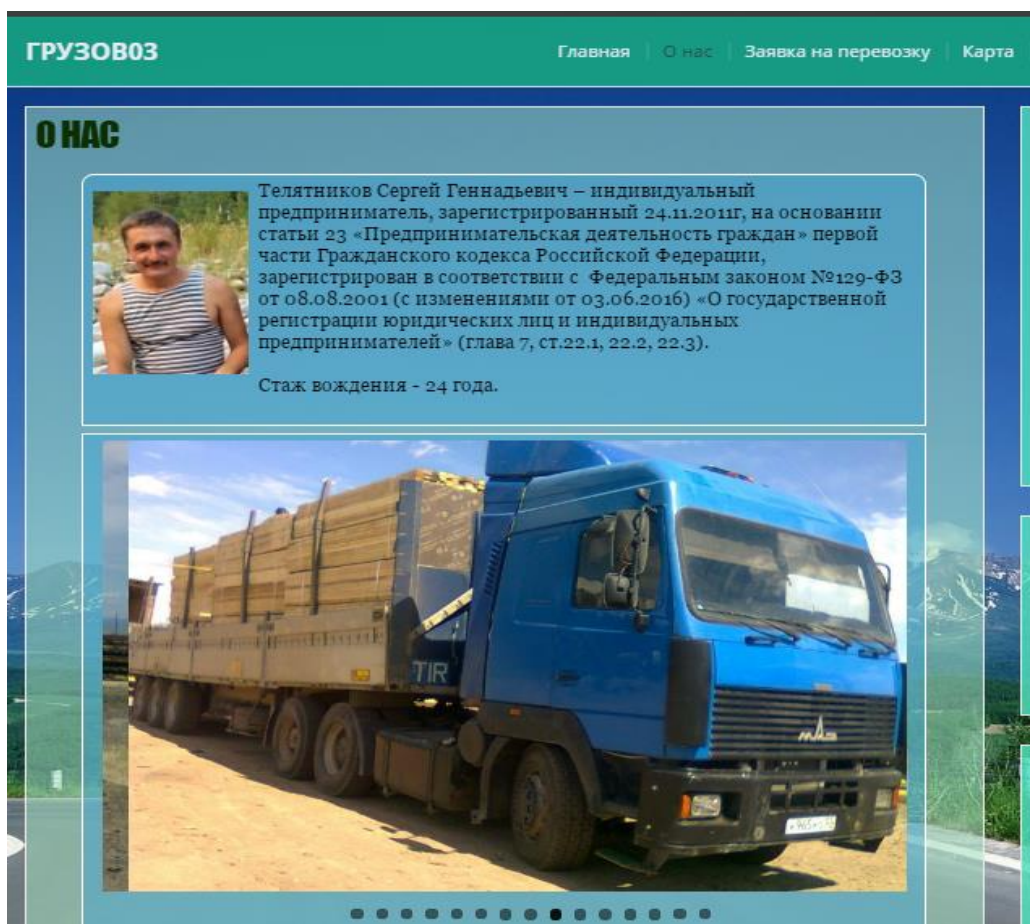 ГРУЗОВ03
Главная
О нас
Заявка на перевозку
Карта
О НАС
Телятников Сергей Геннадьевич – индивидуальный
предприниматель, зарегистрированный 24.11.2011г, на основании
статьи 23 «Предпринимательская деятельность граждан» первой
части Гражданского кодекса Российской Федерации,
зарегистрирован в соответствии с Федеральным законом №129-ФЗ
от 08.08.2001 (с изменениями от 03.06.2016) «О государственной
регистрации юридических лиц и индивидуальных
предпринимателей» (глава 7, ст.22.1, 22.2, 22.3).
Стаж вождения - 24 года.
TIR
МАЗ